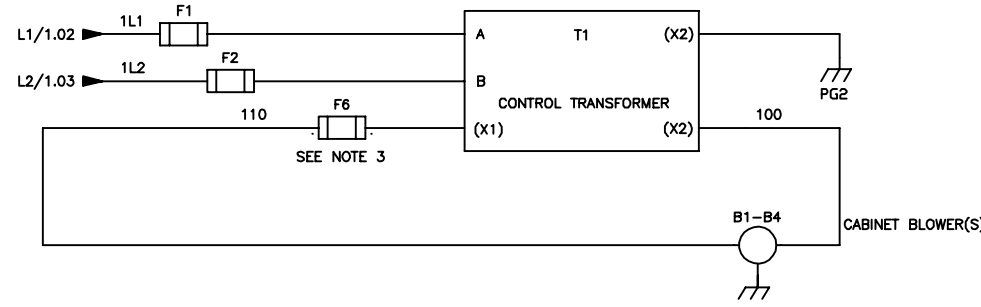 F1
1L1
L1/1.02
A
T1
(X2)
F2
1L2
L2/1.03
B
PG2
CONTROL TRANSFORMER
F6
110
(X1)
(X2)
100
SEE NOTE 3
B1-B4
CABINET BLOWER(S)